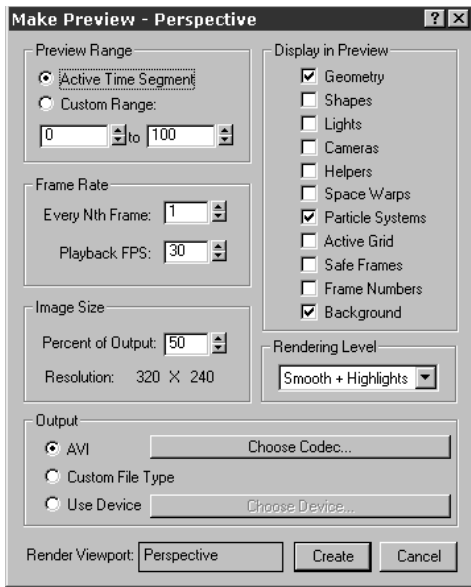 Make Preview - Perspective
Preview Range
Active Time Segment
Custom Range:
0 to 100
Frame Rate
Every Nth Frame: 1
Playback FPS: 30
Image Size
Percent of Output: 50
Resolution: 320 X 240
Display in Preview
Geometry
Shapes
Lights
Cameras
Helpers
Space Warps
Particle Systems
Active Grid
Safe Frames
Frame Numbers
Background
Rendering Level
Smooth + Highlights
Output
AVI Choose Codec...
Custom File Type
Use Device Choose Device...
Render Viewport: Perspective Create Cancel